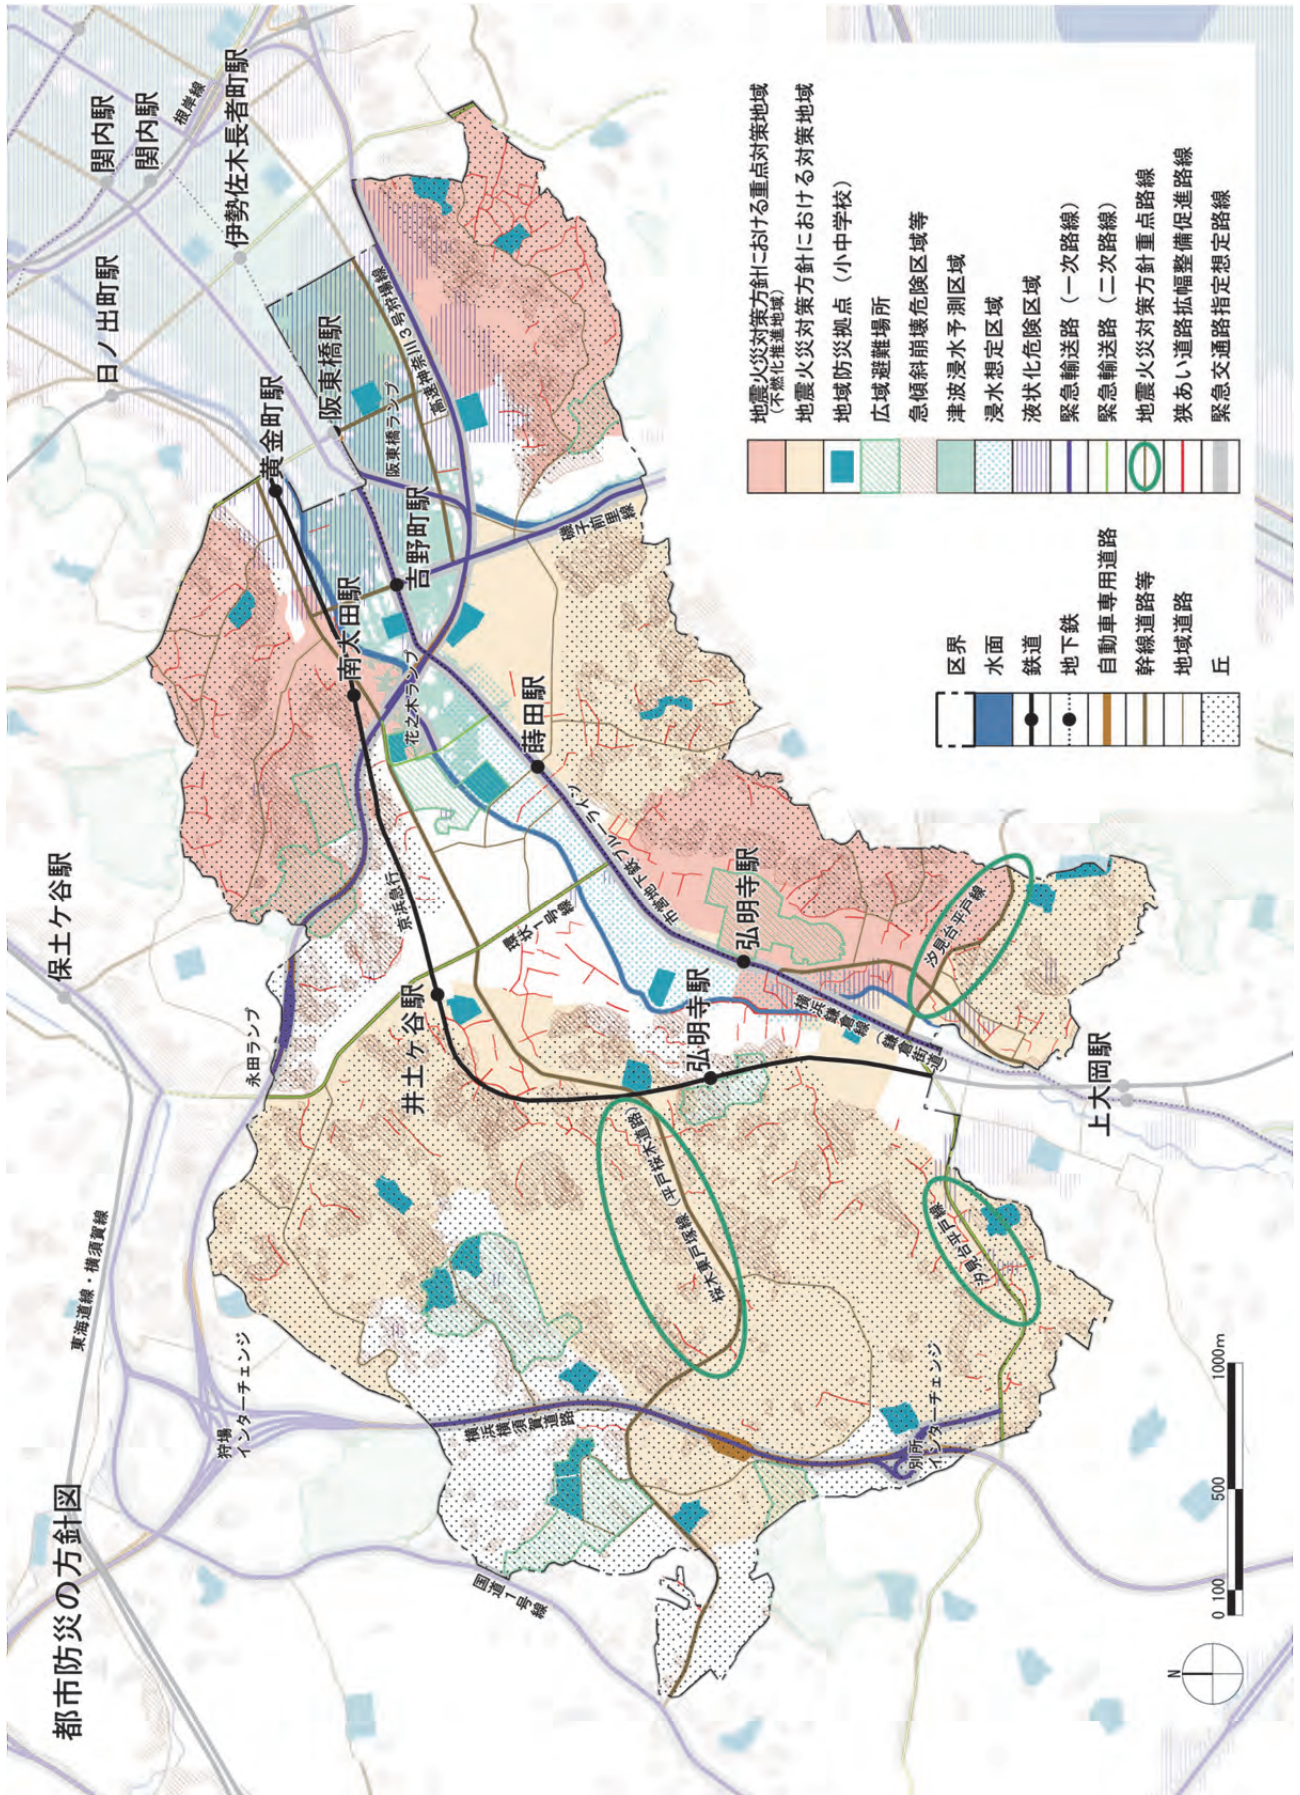 都市防災の方針図
東海道線・横須賀線
保土ケ谷駅
日ノ出町駅
関内駅
関内駅
根岸線
伊勢佐木長者町駅
黄金町駅
阪東橋駅
阪東橋ランプ
高速神奈川3号狩場線
南太田駅
吉野町駅
花之木ランプ
磯子前里線
蒔田駅
永田ランプ
京浜急行
井土ケ谷駅
環状1号線
市営地下鉄ブルーライン
弘明寺駅
弘明寺駅
横浜鎌倉線(鎌倉街道)
汐見台平戸線
上大岡駅
狩場
インターチェンジ
横浜横須賀道路
国道1号線
桜木東戸塚線(平戸桜木道路)
汐見台平戸線
別所
インターチェンジ
区界
水面
鉄道
地下鉄
自動車専用道路
幹線道路等
地域道路
丘
地震火災対策方針における重点対策地域
(不燃化推進地域)
地震火災対策方針における対策地域
地域防災拠点(小中学校)
広域避難場所
急傾斜崩壊危険区域等
津波浸水予測区域
浸水想定区域
液状化危険区域
緊急輸送路(一次路線)
緊急輸送路(二次路線)
地震火災対策方針重点路線
狭あい道路拡幅整備促進路線
緊急交通路指定想定路線
N
0 100 500 1000m